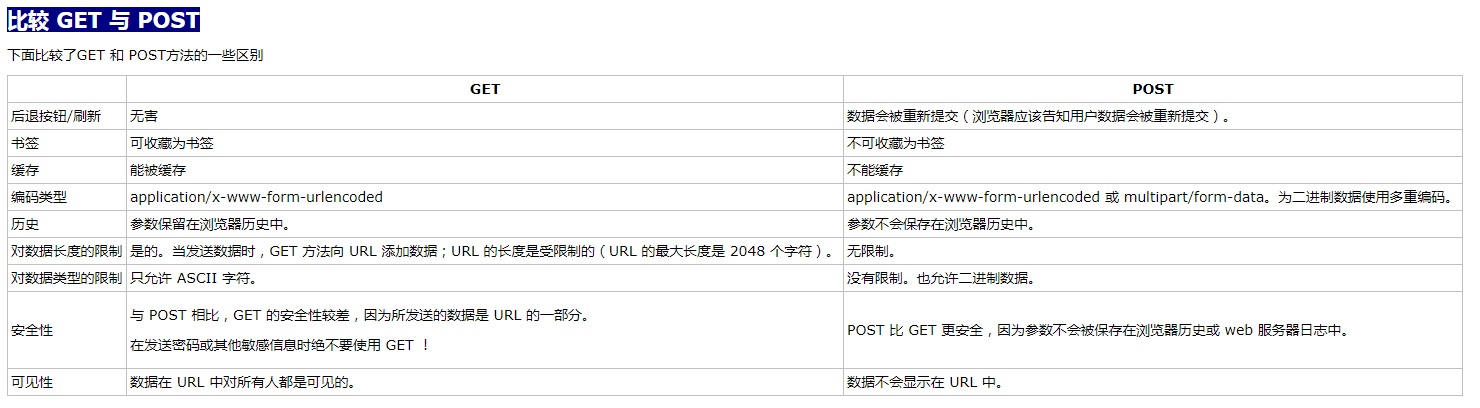 比较 GET 与 POST
下面比较了GET 和 POST方法的一些区别
GET POST
后退按钮/刷新 无害 数据会被重新提交（浏览器应该告知用户数据会被重新提交）。
书签 可收藏为书签 不可收藏为书签
缓存 能被缓存 不能缓存
编码类型 application/x-www-form-urlencoded application/x-www-form-urlencoded 或 multipart/form-data。为二进制数据使用多重编码。
历史 参数保留在浏览器历史中。 参数不会保存在浏览器历史中。
对数据长度的限制 是的。当发送数据时，GET 方法向 URL 添加数据；URL 的长度是受限制的（URL 的最大长度是 2048 个字符）。 无限制。
对数据类型的限制 只允许 ASCII 字符。 没有限制。也允许二进制数据。
安全性 与 POST 相比，GET 的安全性较差，因为所发送的数据是 URL 的一部分。
在发送密码或其他敏感信息时绝不要使用 GET ！ POST 比 GET 更安全，因为参数不会被保存在浏览器历史或 web 服务器日志中。
可见性 数据在 URL 中对所有人都是可见的。 数据不会显示在 URL 中。